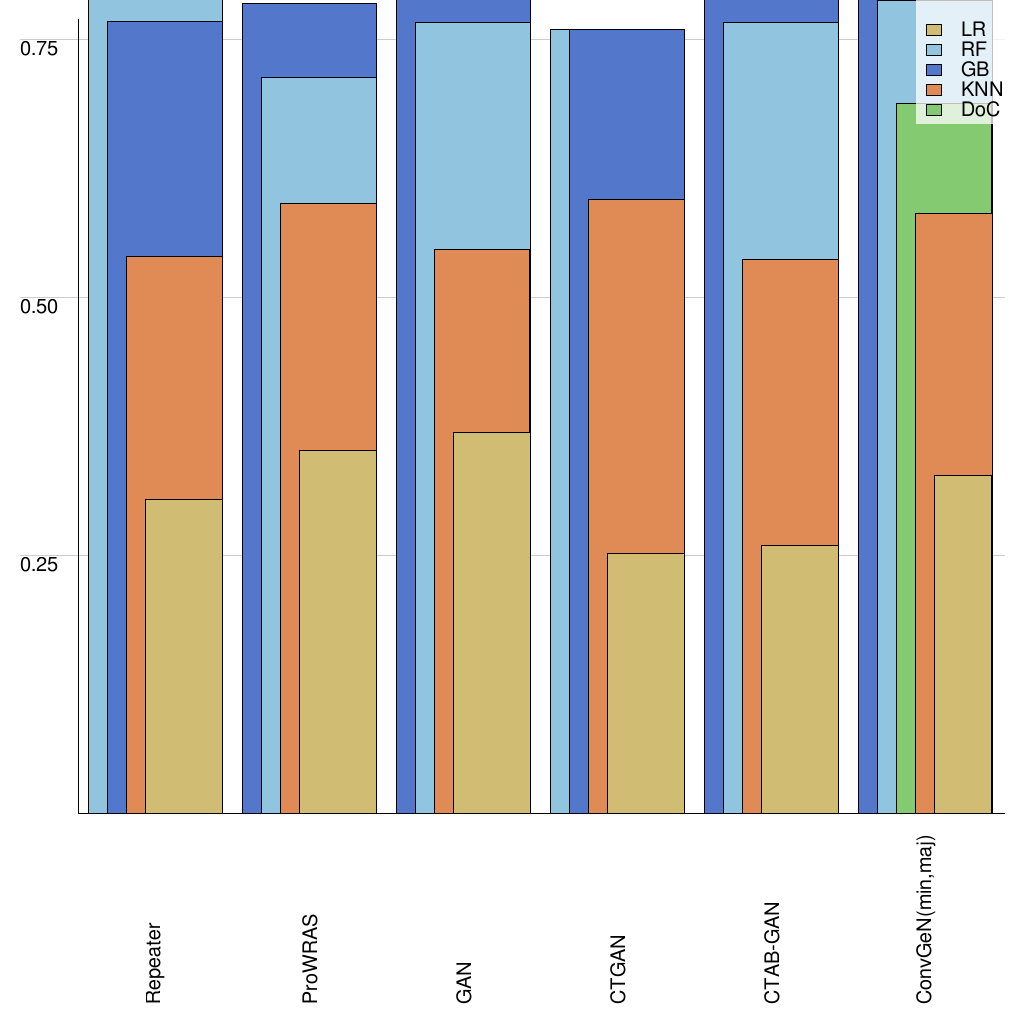 0.75
0.50
0.25
LR
RF
GB
KNN
DoC
Repeater
ProWRAS
GAN
CTGAN
CTAB-GAN
ConvGeN(min,maj)